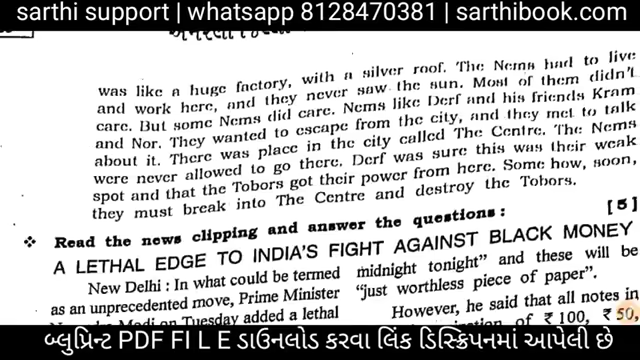 sarthi support | whatsapp 8128470381 | sarthibook.com
was like a huge factory, with a silver roof. The Nems had to live
and work here, and they never saw the sun. Most of them didn't
care. But some Nems did care. Nems like Derf and his friends Kram
and Nor. They wanted to escape from the city, and they met to talk
about it. There was place in the city called The Centre. The Nems
were never allowed to go there. Derf was sure this was their weak
spot and that the Tobors got their power from here. Some how, soon,
they must break into The Centre and destroy the Tobors.
❖ Read the news clipping and answer the questions : [5]
A LETHAL EDGE TO INDIA'S FIGHT AGAINST BLACK MONEY
New Delhi : In what could be termed
as an unprecedented move, Prime Minister
Modi on Tuesday added a lethal
midnight tonight” and these will be
“just worthless piece of paper”.
However, he said that all notes in
of ₹ 100, ₹ 50,
બ્લુપ્રિન્ટ PDF FI L E ડાઉનલોડ કરવા લિંક ડિસ્ક્રિપનમાં આપેલી છે